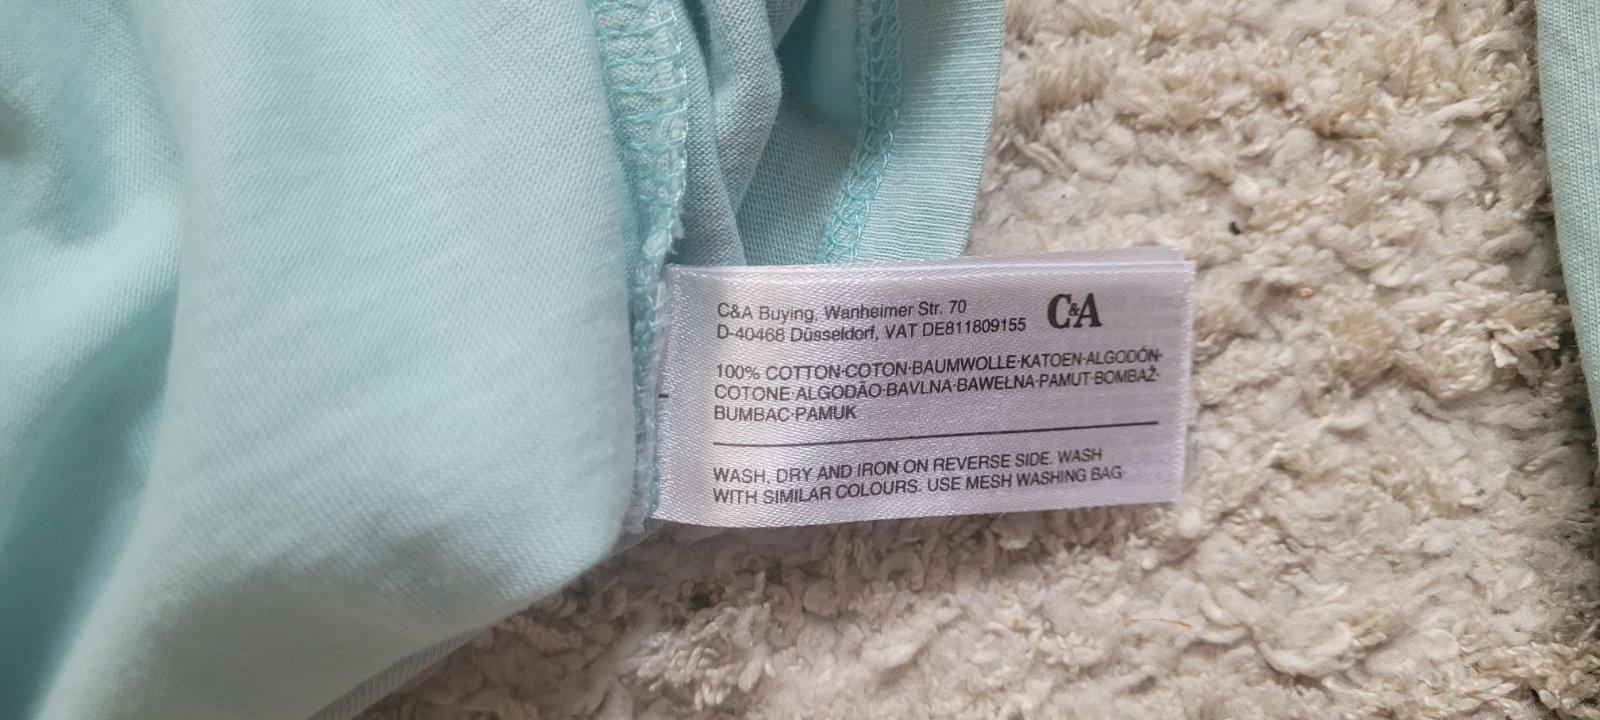 C&A Buying, Wanheimer Str. 70
D-40468 Düsseldorf, VAT DE811809155
C&A
100% COTTON·COTON·BAUMWOLLE·KATOEN·ALGODÓN·
COTONE·ALGODÃO·BAVLNA·BAWEŁNA·PAMUT·BOMBAŽ·
BUMBAC·PAMUK
WASH, DRY AND IRON ON REVERSE SIDE. WASH
WITH SIMILAR COLOURS. USE MESH WASHING BAG·